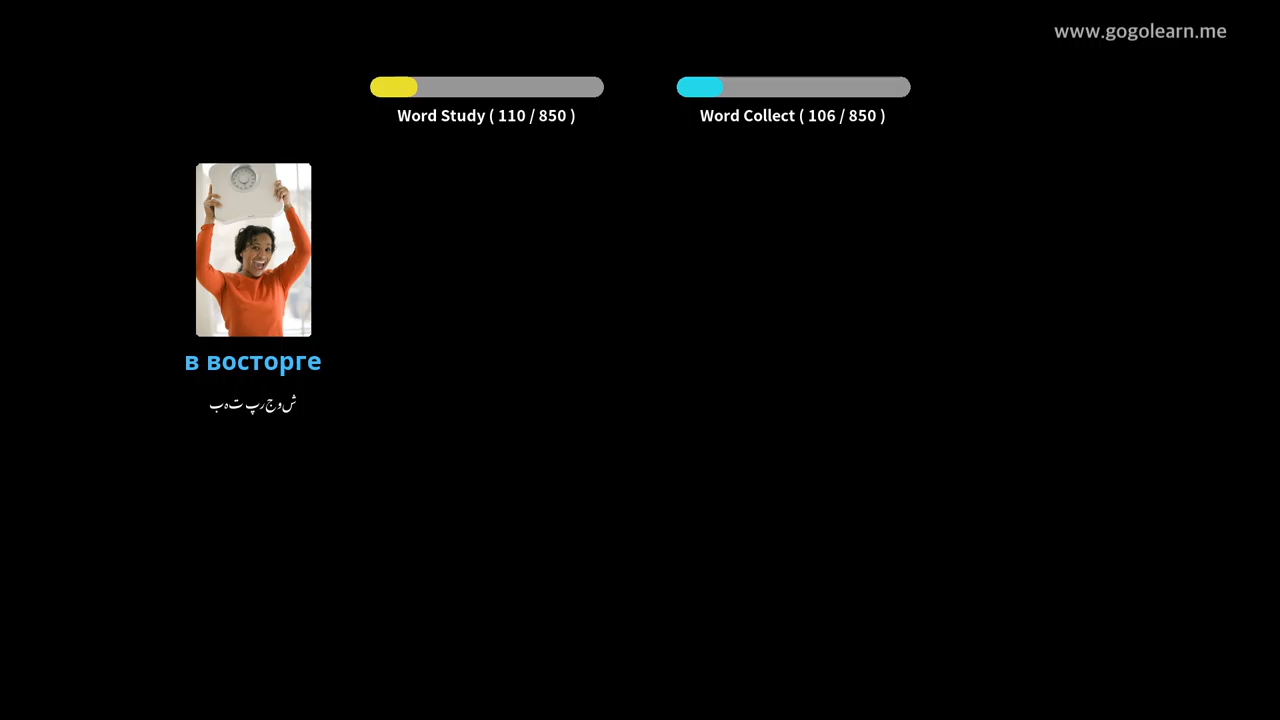 www.gogolearn.me
Word Study ( 110 / 850 )
Word Collect ( 106 / 850 )
в восторге
بہت پرجوش